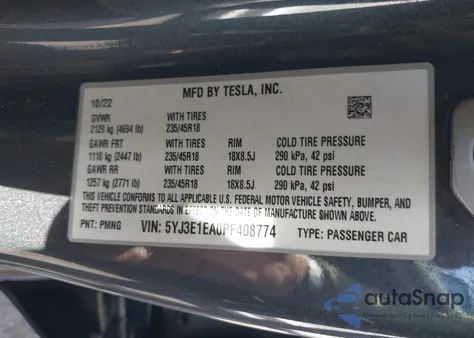 MFD BY TESLA, INC.
10/22
GVWR WITH TIRES
2129 kg (4694 lb) 235/45R18
GAWR FRT WITH TIRES RIM COLD TIRE PRESSURE
1110 kg (2447 lb) 235/45R18 18X8.5J 290 kPa, 42 psi
GAWR RR WITH TIRES RIM COLD TIRE PRESSURE
1257 kg (2771 lb) 235/45R18 18X8.5J 290 kPa, 42 psi
THIS VEHICLE CONFORMS TO ALL APPLICABLE U.S. FEDERAL MOTOR VEHICLE SAFETY, BUMPER, AND
THEFT PREVENTION STANDARDS IN EFFECT ON THE DATE OF MANUFACTURE SHOWN ABOVE.
PNT: PMNG VIN: 5YJ3E1EA0PF408774 TYPE: PASSENGER CAR
autaSnap